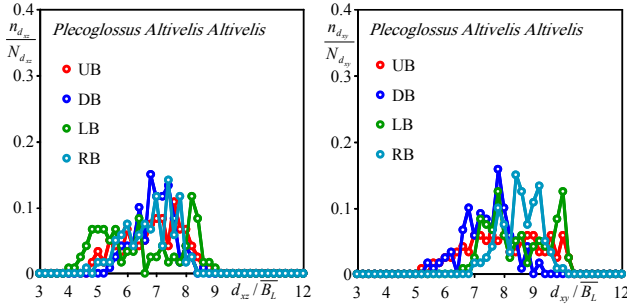 0.4
Plecoglossus Altivelis Altivelis
n_{d_{xz}} / N_{d_{xz}}
0.3
UB
DB
0.2
LB
RB
0.1
0
3 4 5 6 7 8 9 d_{xz} / \overline{B_L} 12
0.4
Plecoglossus Altivelis Altivelis
n_{d_{xy}} / N_{d_{xy}}
0.3
UB
DB
0.2
LB
RB
0.1
0
3 4 5 6 7 8 9 d_{xy} / \overline{B_L} 12